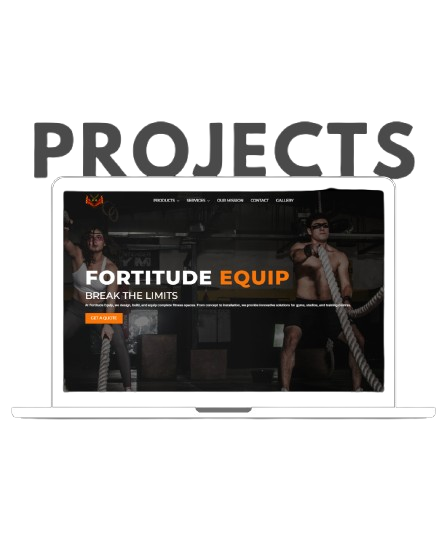 PROJECTS
PRODUCTS SERVICES OUR MISSION CONTACT GALLERY
FORTITUDE EQUIP
BREAK THE LIMITS
At Fortitude Equip, we design, build, and equip complete fitness spaces. From concept to installation, we provide innovative solutions for gyms, studios, and training centres.
GET A QUOTE